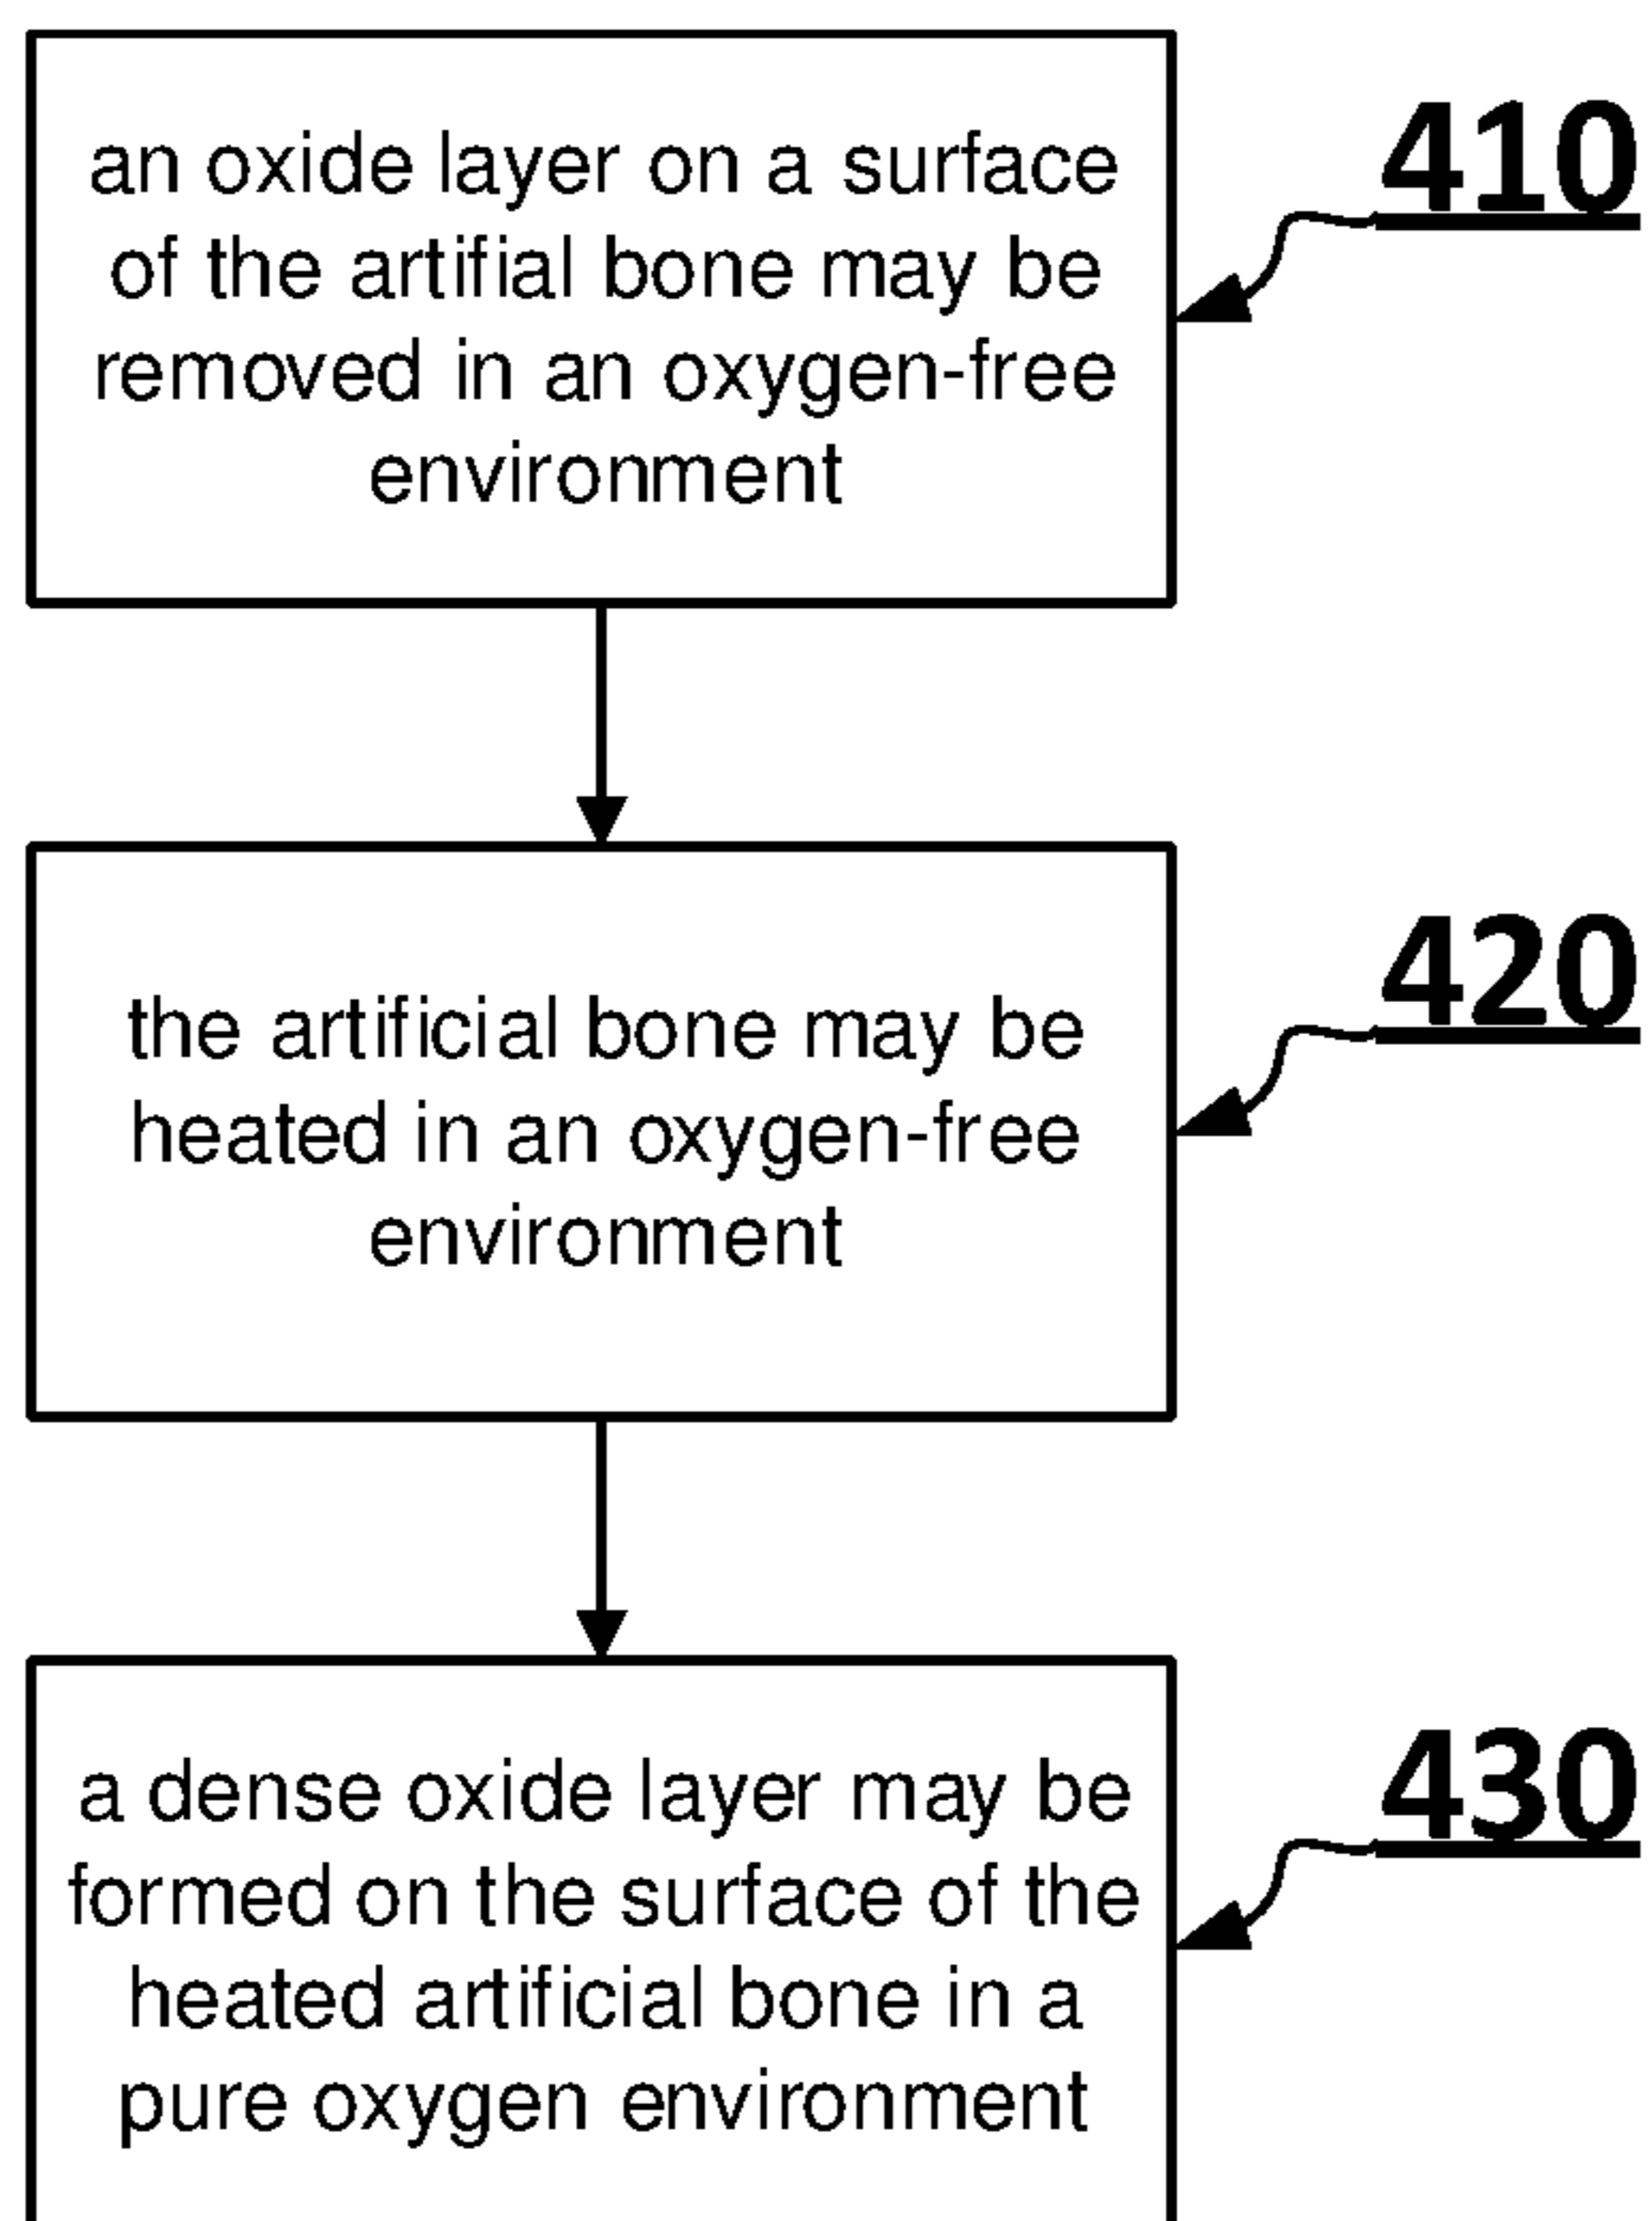 an oxide layer on a surface
of the artifial bone may be
removed in an oxygen-free
environment
410
the artificial bone may be
heated in an oxygen-free
environment
420
a dense oxide layer may be
formed on the surface of the
heated artificial bone in a
pure oxygen environment
430